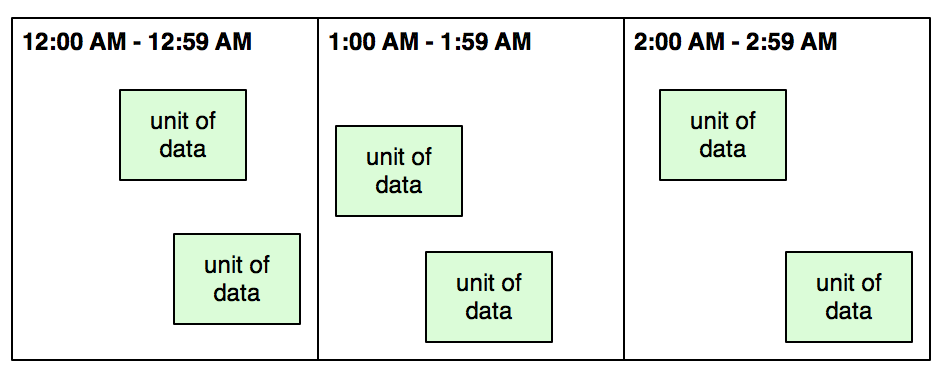 12:00 AM - 12:59 AM
unit of
data
unit of
data
1:00 AM - 1:59 AM
unit of
data
unit of
data
2:00 AM - 2:59 AM
unit of
data
unit of
data